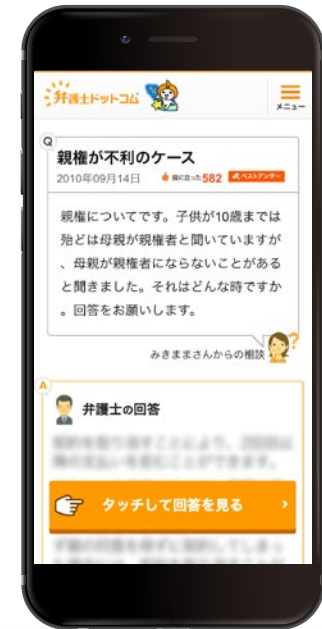 弁護士ドットコム
メニュー
Q
親権が不利のケース
2010年09月14日 役に立った582 ベストアンサー
親権についてです。子供が10歳までは
殆どは母親が親権者と聞いていますが
、母親が親権者にならないことがある
と聞きました。それはどんな時ですか
。回答をお願いします。
みきままさんからの相談
A
弁護士の回答
タッチして回答を見る